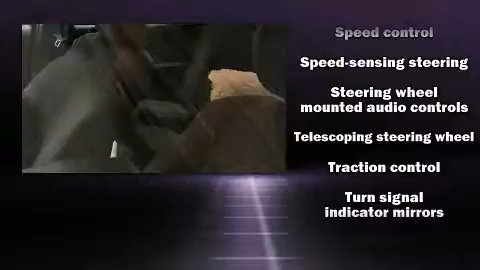 Speed control
Speed-sensing steering
Steering wheel
mounted audio controls
Telescoping steering wheel
Traction control
Turn signal
indicator mirrors